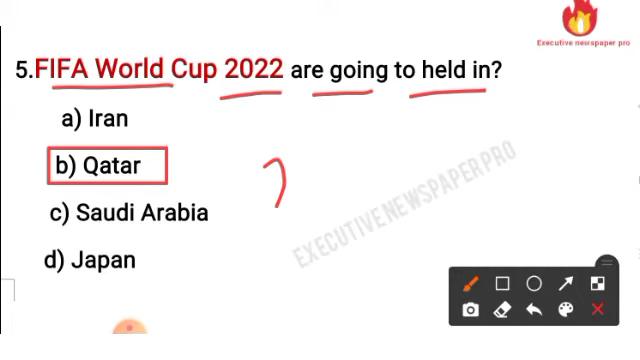 Executive newspaper pro
5.FIFA World Cup 2022 are going to held in?
a) Iran
b) Qatar
c) Saudi Arabia
d) Japan
EXECUTIVE NEWSPAPER PRO